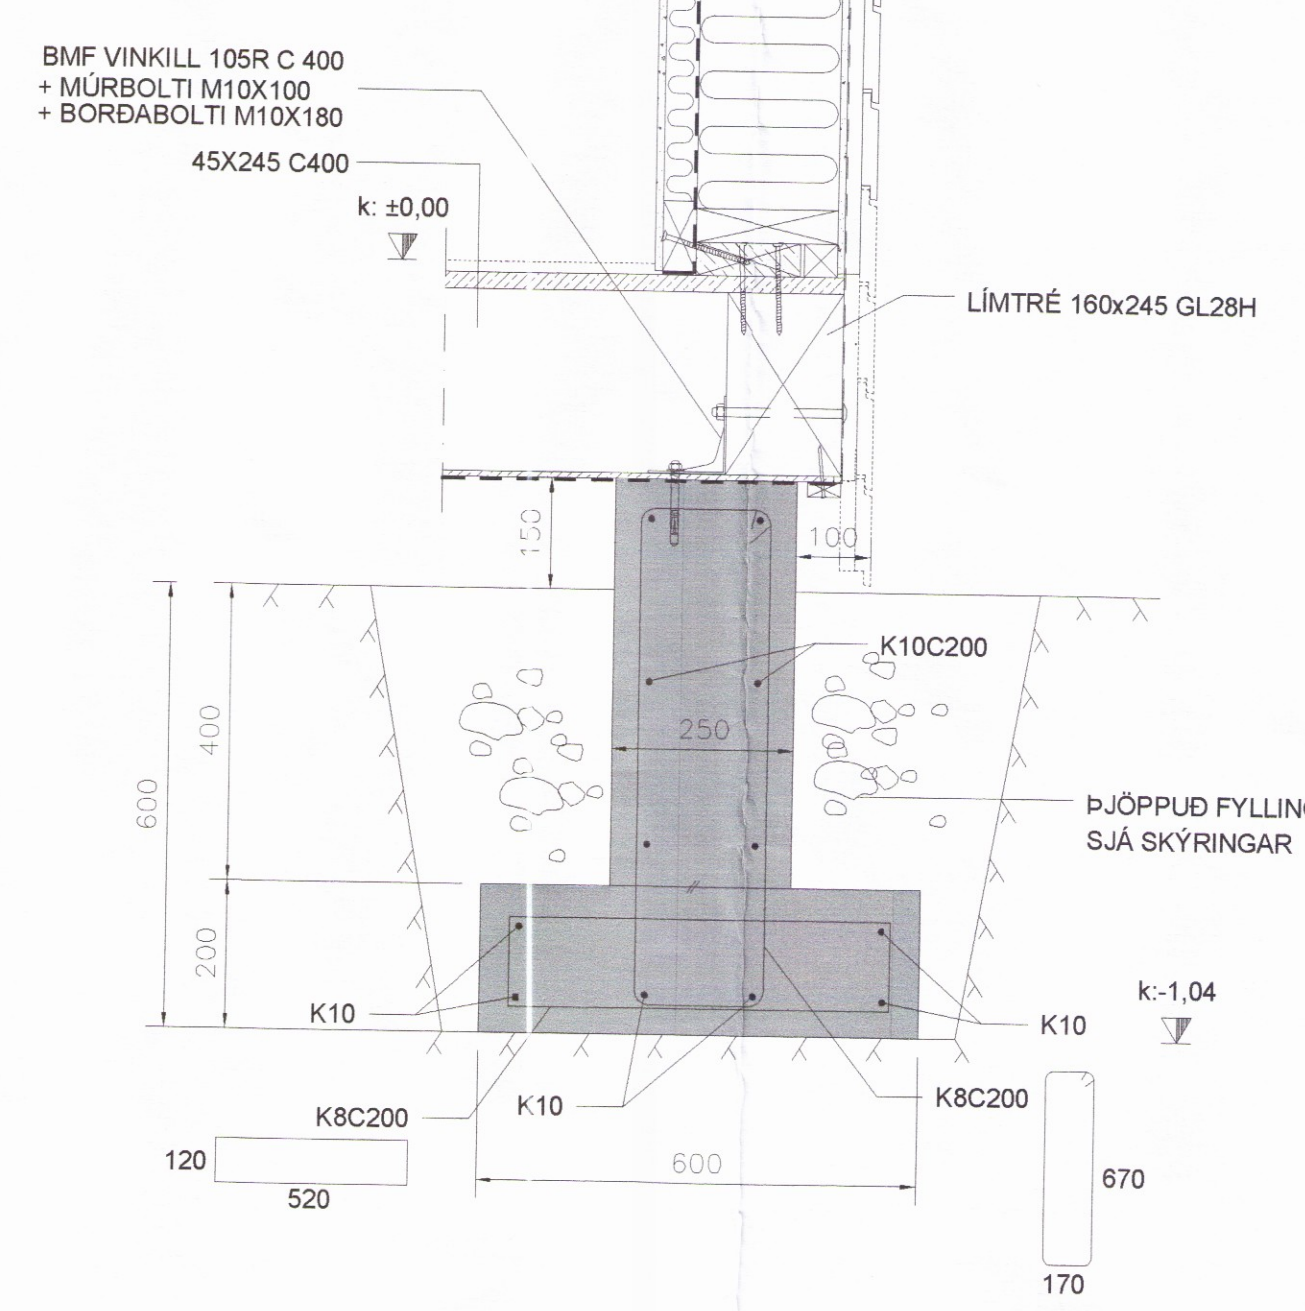 BMF VINKILL 105R C 400
+ MÚRBOLTI M10X100
+ BORÐABOLTI M10X180
45X245 C400
k: ±0,00
LÍMTRÉ 160x245 GL28H
150
100
K10C200
250
400
600
ÞJÖPPUÐ FYLLING
SJÁ SKÝRINGAR
200
K10
k:-1,04
K10
K8C200
K10
K8C200
120
520
600
670
170